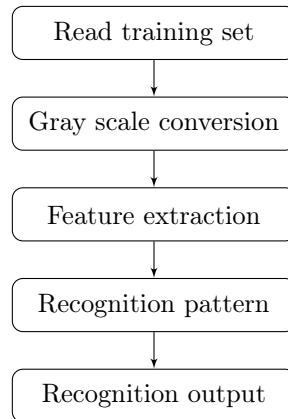 Read training set
Gray scale conversion
Feature extraction
Recognition pattern
Recognition output